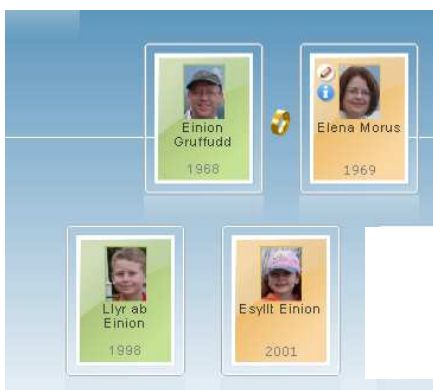 Einion
Gruffudd
1968
Elena Morus
1969
Llyr ab
Einion
1998
Esyllt Einion
2001